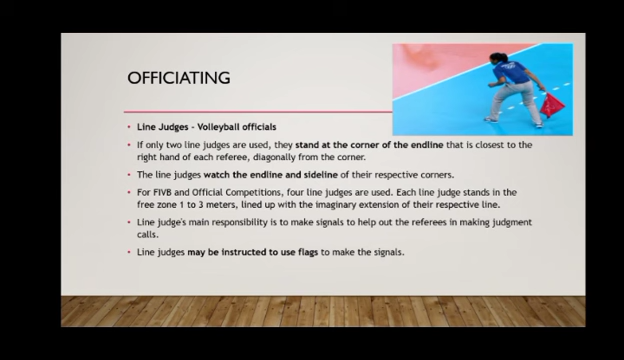 OFFICIATING
• Line Judges - Volleyball officials
• If only two line judges are used, they stand at the corner of the endline that is closest to the
right hand of each referee, diagonally from the corner.
• The line judges watch the endline and sideline of their respective corners.
• For FIVB and Official Competitions, four line judges are used. Each line judge stands in the
free zone 1 to 3 meters, lined up with the imaginary extension of their respective line.
• Line judge's main responsibility is to make signals to help out the referees in making judgment
calls.
• Line judges may be instructed to use flags to make the signals.